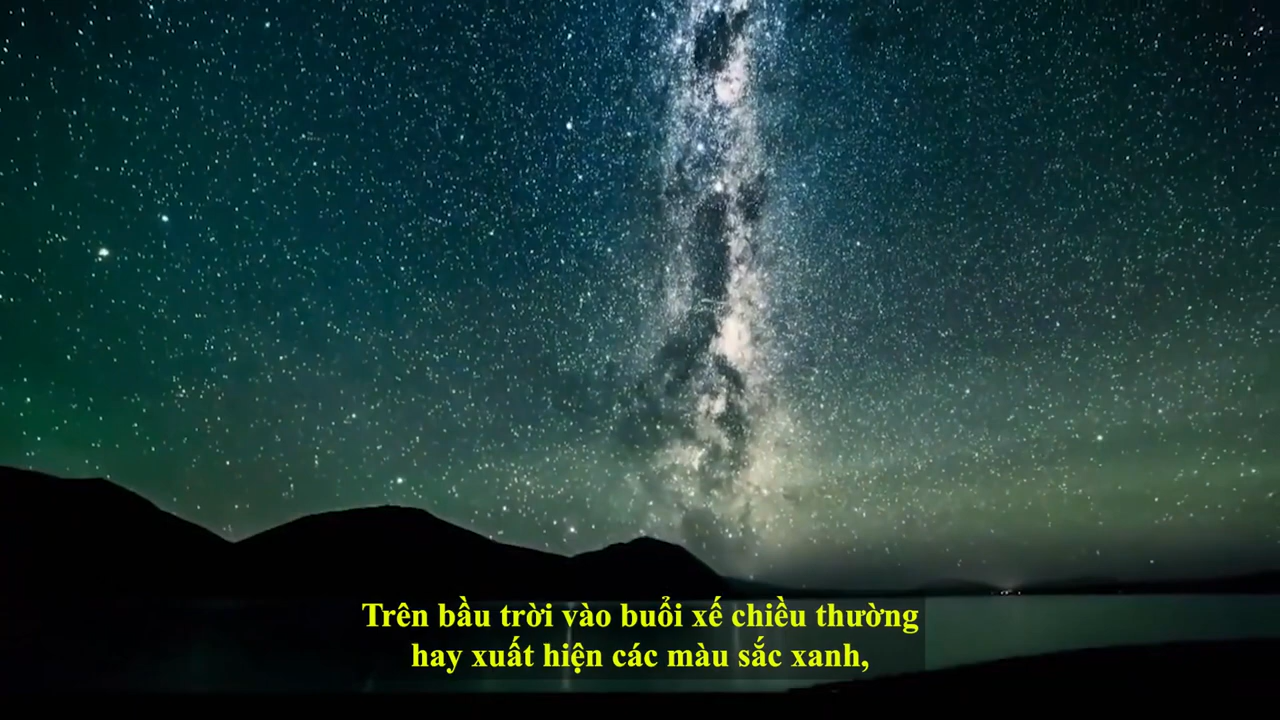 Trên bầu trời vào buổi xế chiều thường
hay xuất hiện các màu sắc xanh,